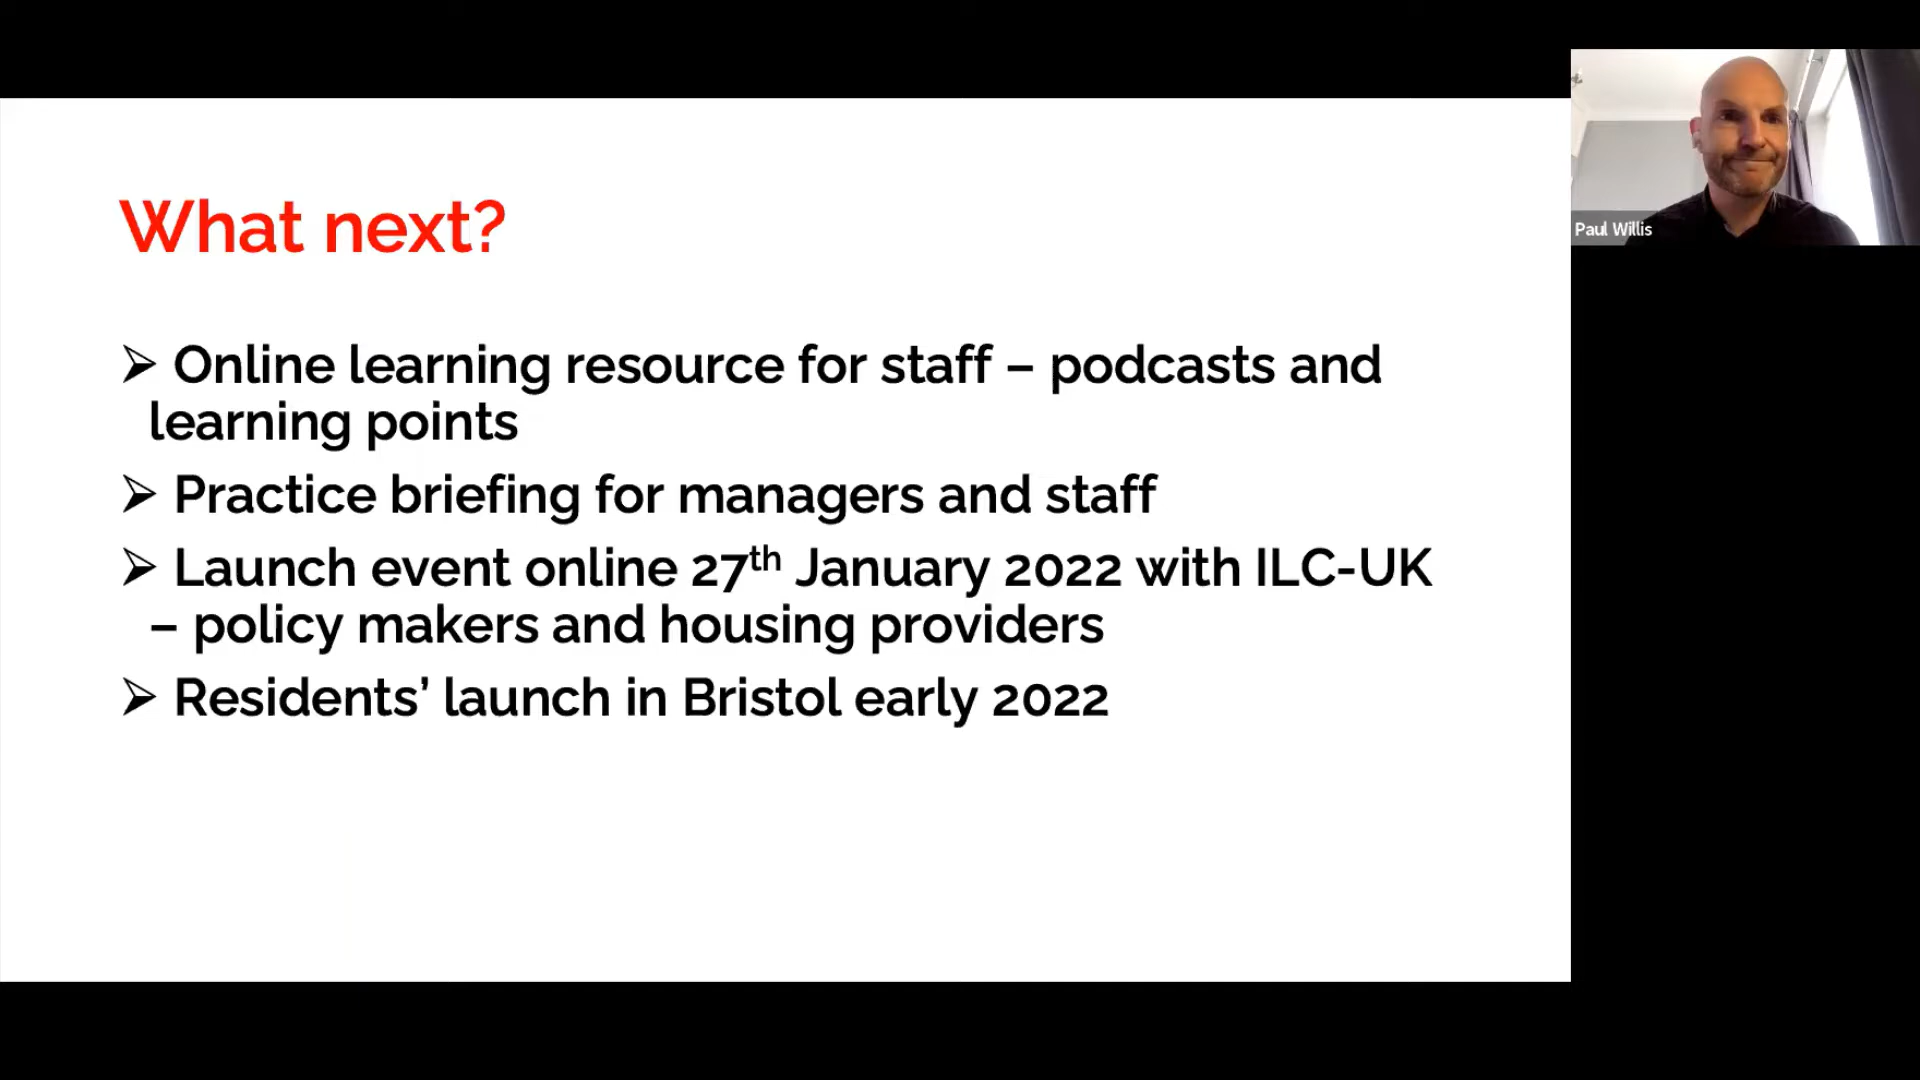 What next?
Paul Willis
➢ Online learning resource for staff – podcasts and
learning points
➢ Practice briefing for managers and staff
➢ Launch event online 27th January 2022 with ILC-UK
– policy makers and housing providers
➢ Residents’ launch in Bristol early 2022